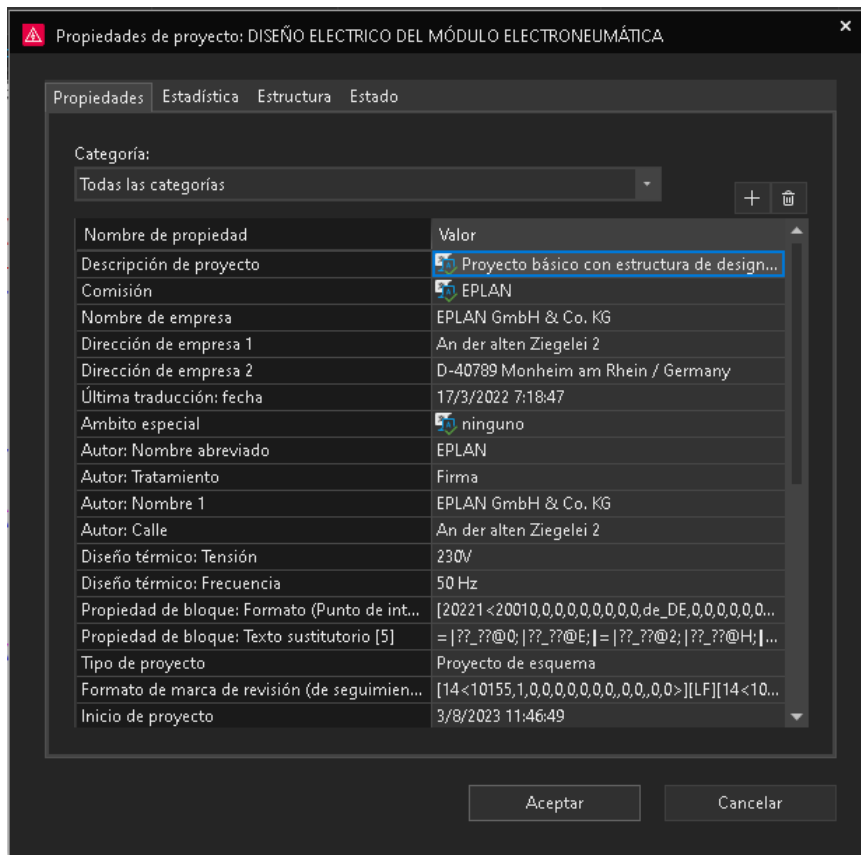 Propiedades de proyecto: DISEÑO ELECTRICO DEL MÓDULO ELECTRONEUMÁTICA
Propiedades Estadística Estructura Estado
Categoría:
Todas las categorías
Nombre de propiedad Valor
Descripción de proyecto Proyecto básico con estructura de design...
Comisión EPLAN
Nombre de empresa EPLAN GmbH & Co. KG
Dirección de empresa 1 An der alten Ziegelei 2
Dirección de empresa 2 D-40789 Monheim am Rhein / Germany
Última traducción: fecha 17/3/2022 7:18:47
Ambito especial ninguno
Autor: Nombre abreviado EPLAN
Autor: Tratamiento Firma
Autor: Nombre 1 EPLAN GmbH & Co. KG
Autor: Calle An der alten Ziegelei 2
Diseño térmico: Tensión 230V
Diseño térmico: Frecuencia 50 Hz
Propiedad de bloque: Formato (Punto de int... [20221<20010,0,0,0,0,0,0,0,0,de_DE,0,0,0,0,0,0...
Propiedad de bloque: Texto sustitutorio [5] =|??_??@0;|??_??@E;|=|??_??@2;|??_??@H;|...
Tipo de proyecto Proyecto de esquema
Formato de marca de revisión (de seguimien... [14<10155,1,0,0,0,0,0,0,0,,0,0,,0,0>][LF][14<10...
Inicio de proyecto 3/8/2023 11:46:49
Aceptar Cancelar